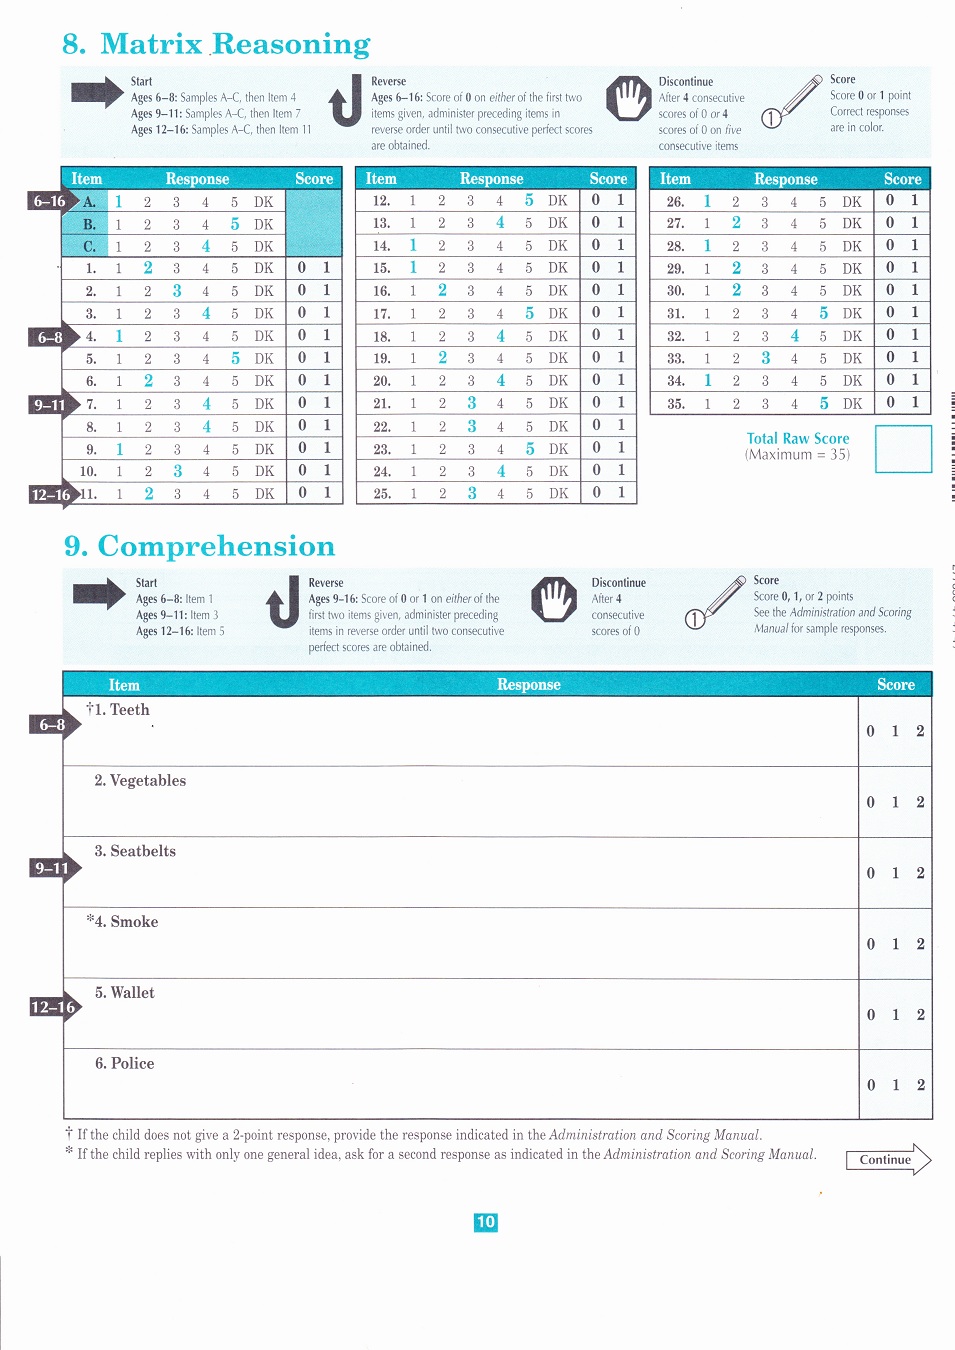 8. Matrix Reasoning
Start
Ages 6–8: Samples A–C, then Item 4
Ages 9–11: Samples A–C, then Item 7
Ages 12–16: Samples A–C, then Item 11
Reverse
Ages 6–16: Score of 0 on either of the first two
items given, administer preceding items in
reverse order until two consecutive perfect scores
are obtained.
Discontinue
After 4 consecutive
scores of 0 or 4
scores of 0 on five
consecutive items
Score
Score 0 or 1 point
Correct responses
are in color.
Item Response Score
6–16 A. 1 2 3 4 5 DK
B. 1 2 3 4 5 DK
C. 1 2 3 4 5 DK
1. 1 2 3 4 5 DK 0 1
2. 1 2 3 4 5 DK 0 1
3. 1 2 3 4 5 DK 0 1
6–8 4. 1 2 3 4 5 DK 0 1
5. 1 2 3 4 5 DK 0 1
6. 1 2 3 4 5 DK 0 1
9–11 7. 1 2 3 4 5 DK 0 1
8. 1 2 3 4 5 DK 0 1
9. 1 2 3 4 5 DK 0 1
10. 1 2 3 4 5 DK 0 1
12–16 11. 1 2 3 4 5 DK 0 1
Item Response Score
12. 1 2 3 4 5 DK 0 1
13. 1 2 3 4 5 DK 0 1
14. 1 2 3 4 5 DK 0 1
15. 1 2 3 4 5 DK 0 1
16. 1 2 3 4 5 DK 0 1
17. 1 2 3 4 5 DK 0 1
18. 1 2 3 4 5 DK 0 1
19. 1 2 3 4 5 DK 0 1
20. 1 2 3 4 5 DK 0 1
21. 1 2 3 4 5 DK 0 1
22. 1 2 3 4 5 DK 0 1
23. 1 2 3 4 5 DK 0 1
24. 1 2 3 4 5 DK 0 1
25. 1 2 3 4 5 DK 0 1
Item Response Score
26. 1 2 3 4 5 DK 0 1
27. 1 2 3 4 5 DK 0 1
28. 1 2 3 4 5 DK 0 1
29. 1 2 3 4 5 DK 0 1
30. 1 2 3 4 5 DK 0 1
31. 1 2 3 4 5 DK 0 1
32. 1 2 3 4 5 DK 0 1
33. 1 2 3 4 5 DK 0 1
34. 1 2 3 4 5 DK 0 1
35. 1 2 3 4 5 DK 0 1
Total Raw Score
(Maximum = 35)
9. Comprehension
Start
Ages 6–8: Item 1
Ages 9–11: Item 3
Ages 12–16: Item 5
Reverse
Ages 9–16: Score of 0 or 1 on either of the
first two items given, administer preceding
items in reverse order until two consecutive
perfect scores are obtained.
Discontinue
After 4
consecutive
scores of 0
1
Score
Score 0, 1, or 2 points
See the Administration and Scoring
Manual for sample responses.
Item Response Score
6–8 †1. Teeth 0 1 2
2. Vegetables 0 1 2
9–11 3. Seatbelts 0 1 2
*4. Smoke 0 1 2
12–16 5. Wallet 0 1 2
6. Police 0 1 2
† If the child does not give a 2-point response, provide the response indicated in the Administration and Scoring Manual.
* If the child replies with only one general idea, ask for a second response as indicated in the Administration and Scoring Manual.
Continue
10